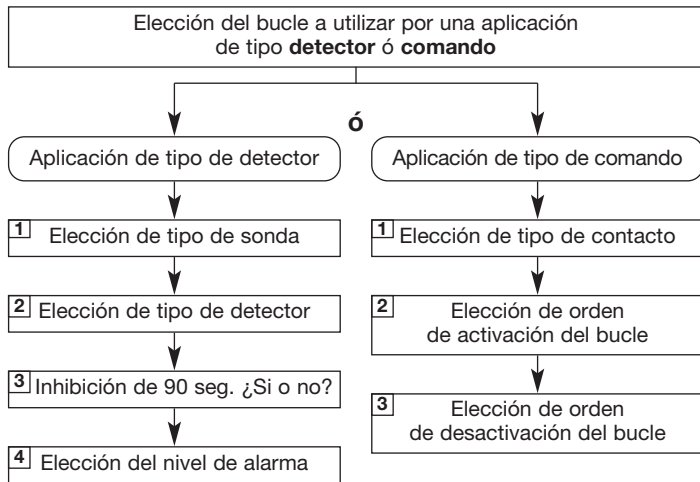 Elección del bucle a utilizar por una aplicación
de tipo detector ó comando
ó
Aplicación de tipo de detector
1 Elección de tipo de sonda
2 Elección de tipo de detector
3 Inhibición de 90 seg. ¿Si o no?
4 Elección del nivel de alarma
Aplicación de tipo de comando
1 Elección de tipo de contacto
2 Elección de orden
de activación del bucle
3 Elección de orden
de desactivación del bucle